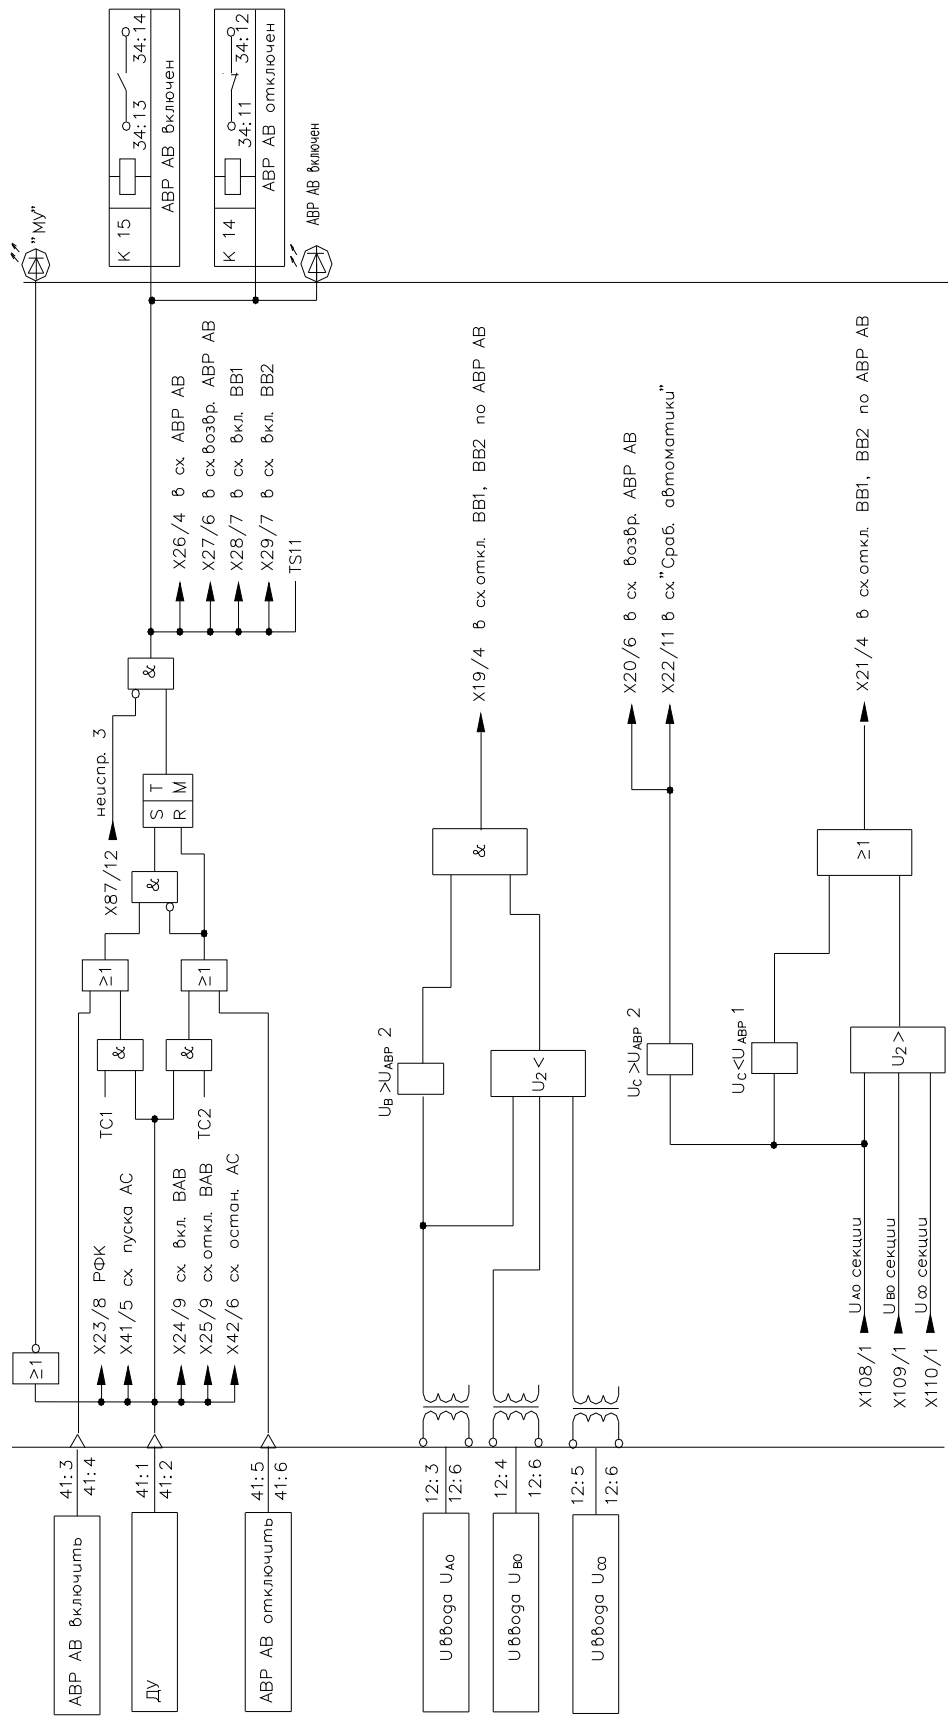 АВР АВ включить
41:3
41:4
ДУ
41:1
41:2
АВР АВ отключить
41:5
41:6
≥1
"МУ"
X23/8 РФК
X41/5 сх. пуска АС
X24/9 сх. вкл. ВАВ
X25/9 сх. откл. ВАВ
X42/6 сх. остан. АС
TC1
TC2
&
&
≥1
≥1
&
X87/12
неиспр. 3
S T
R M
&
X26/4 в сх. АВР АВ
X27/6 в сх.возвр. АВР АВ
X28/7 в сх. вкл. ВВ1
X29/7 в сх. вкл. ВВ2
TS11
К 15
34:13
34:14
АВР АВ включен
К 14
34:11
34:12
АВР АВ отключен
АВР АВ включен
Uввода UАО
12:3
12:6
Uввода UВО
12:4
12:6
Uввода UСО
12:5
12:6
UВ >UАВР 2
U2 <
&
X19/4 в сх.откл. ВВ1, ВВ2 по АВР АВ
UС >UАВР 2
X20/6 в сх. возвр. АВР АВ
X22/11 в сх."Сраб. автоматики"
UС <UАВР 1
U2 >
≥1
X21/4 в сх.откл. ВВ1, ВВ2 по АВР АВ
X108/1
UАО секции
X109/1
UВО секции
X110/1
UСО секции